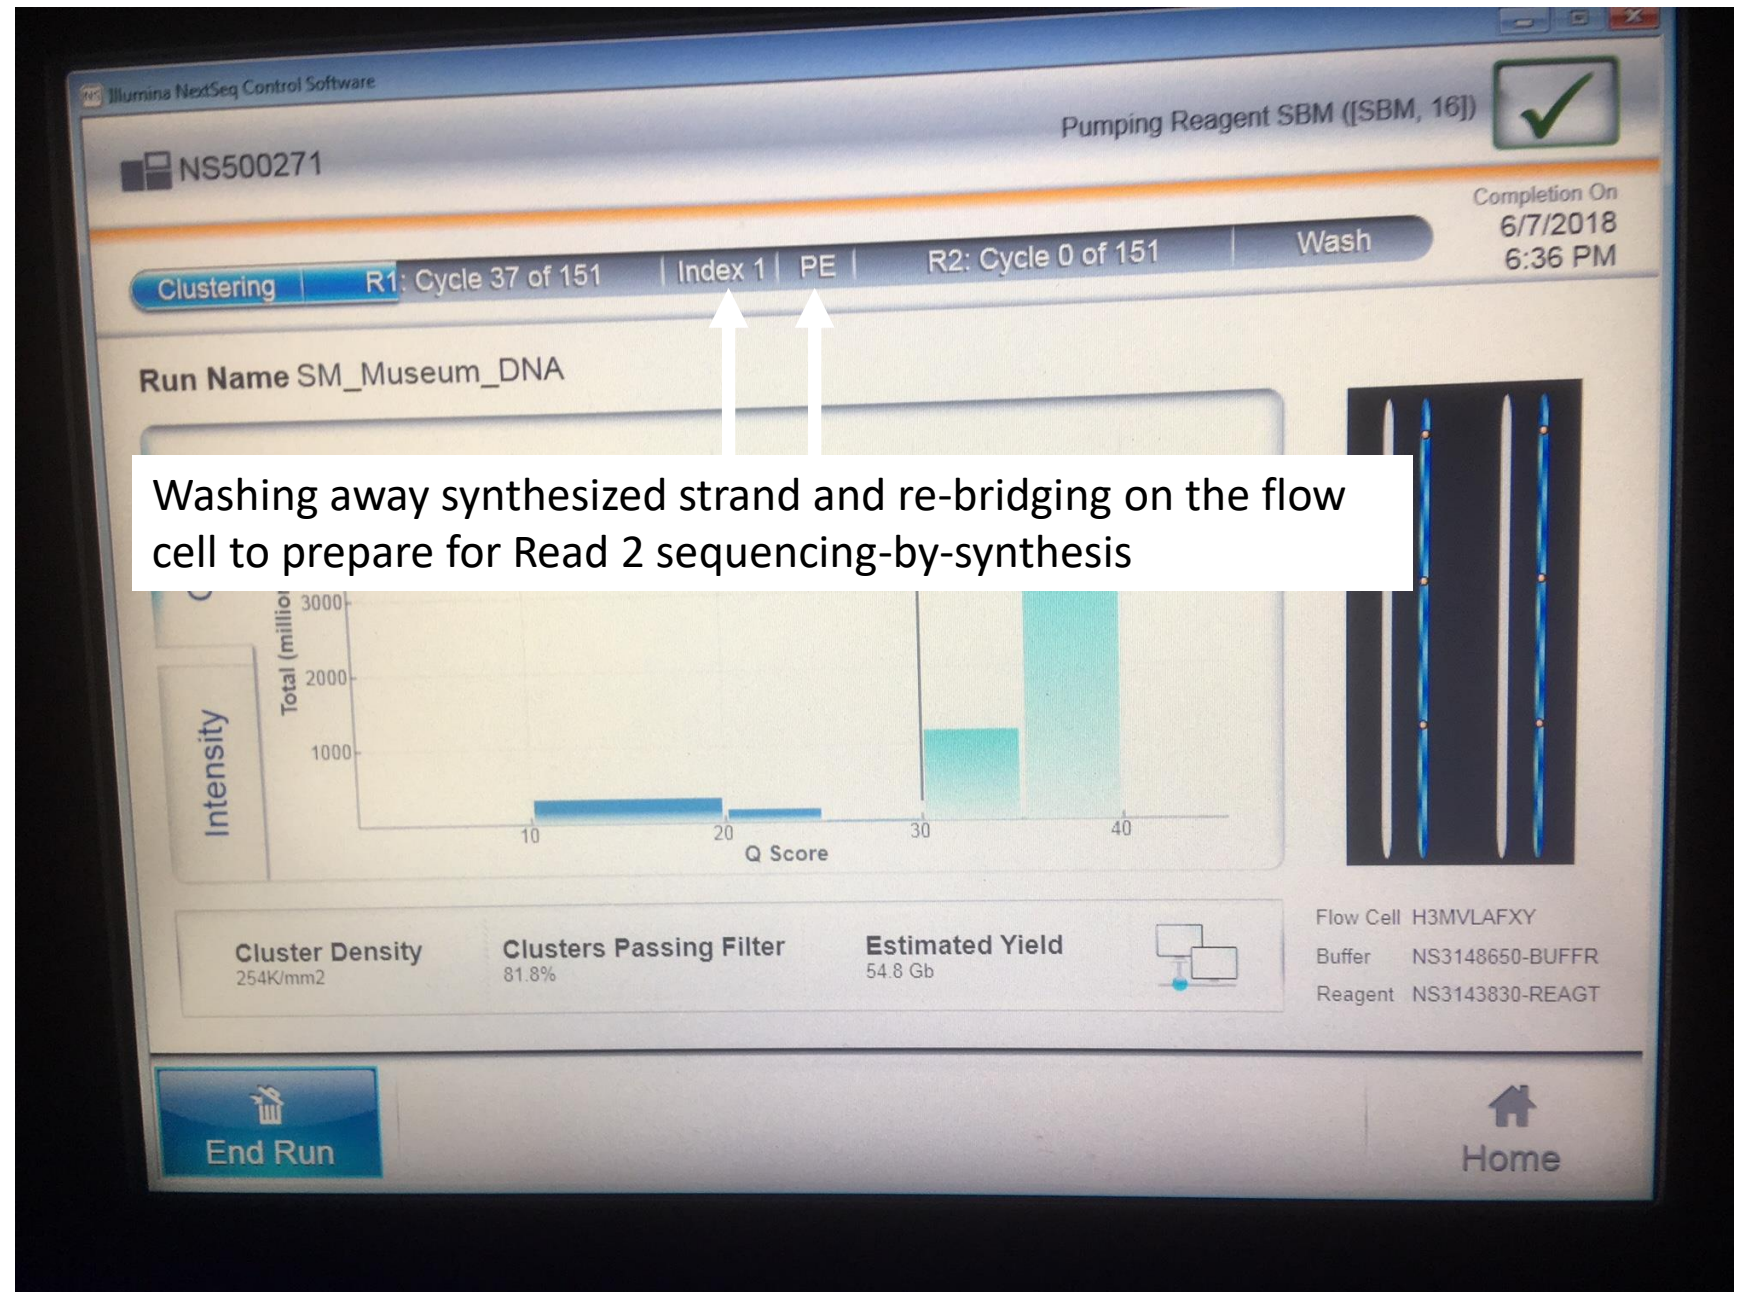 Illumina NextSeq Control Software
NS500271
Pumping Reagent SBM ([SBM, 16])
Completion On
6/7/2018
6:36 PM
Clustering R1: Cycle 37 of 151 Index 1 PE R2: Cycle 0 of 151 Wash
Run Name SM_Museum_DNA
Washing away synthesized strand and re-bridging on the flow
cell to prepare for Read 2 sequencing-by-synthesis
Intensity
Total
3000
2000
1000
10 20 30 40
Q Score
Cluster Density
254K/mm2
Clusters Passing Filter
81.8%
Estimated Yield
54.8 Gb
Flow Cell H3MVLAFXY
Buffer NS3148650-BUFFR
Reagent NS3143830-REAGT
End Run
Home